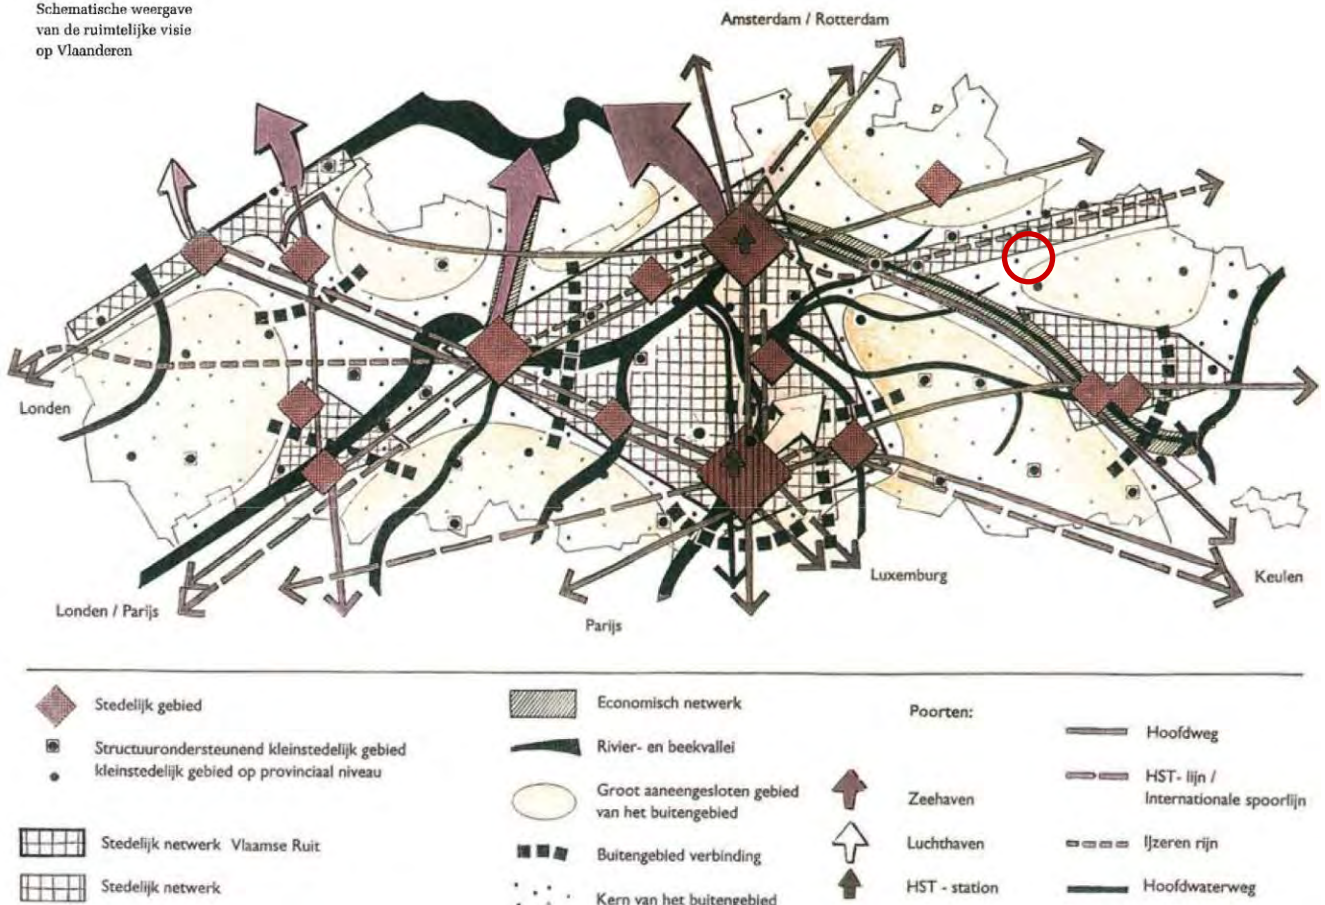 Schematische weergave
van de ruimtelijke visie
op Vlaanderen
Amsterdam / Rotterdam
Londen
Londen / Parijs
Parijs
Luxemburg
Keulen
Stedelijk gebied
Structuurondersteunend kleinstedelijk gebied
kleinstedelijk gebied op provinciaal niveau
Stedelijk netwerk Vlaamse Ruit
Stedelijk netwerk
Economisch netwerk
Rivier- en beekvallei
Groot aaneengesloten gebied
van het buitengebied
Buitengebied verbinding
Kern van het buitengebied
Poorten:
Zeehaven
Luchthaven
HST - station
Hoofdweg
HST- lijn /
Internationale spoorlijn
IJzeren rijn
Hoofdwaterweg